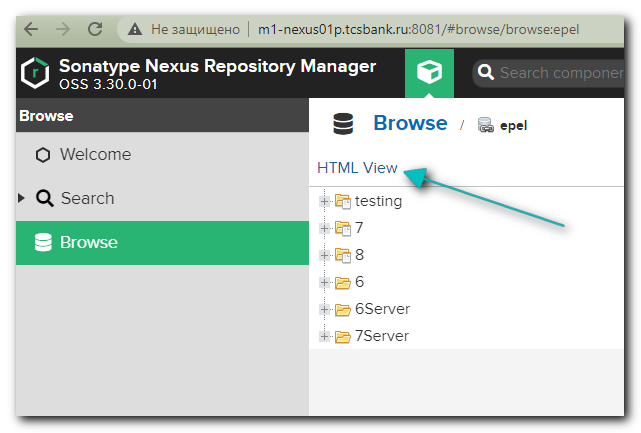 Не защищено m1-nexus01p.tcsbank.ru:8081/#browse/browse:epel
Sonatype Nexus Repository Manager
OSS 3.30.0-01
Search componen
Browse
Welcome
Search
Browse
Browse / epel
HTML View
testing
7
8
6
6Server
7Server